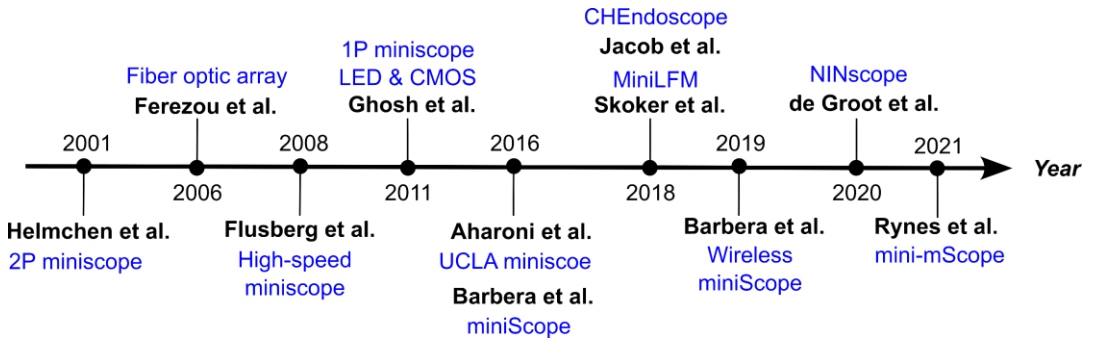 CHEndoscope
Jacob et al.
1P miniscope
LED & CMOS
Ghosh et al.
Fiber optic array
Ferezou et al.
MiniLFM
Skoker et al.
NINscope
de Groot et al.
2001
2008
2016
2019
2021
Year
2006
2011
2018
2020
Helmchen et al.
2P miniscope
Flusberg et al.
High-speed
miniscope
Aharoni et al.
UCLA miniscoe
Barbera et al.
miniScope
Barbera et al.
Wireless
miniScope
Rynes et al.
mini-mScope